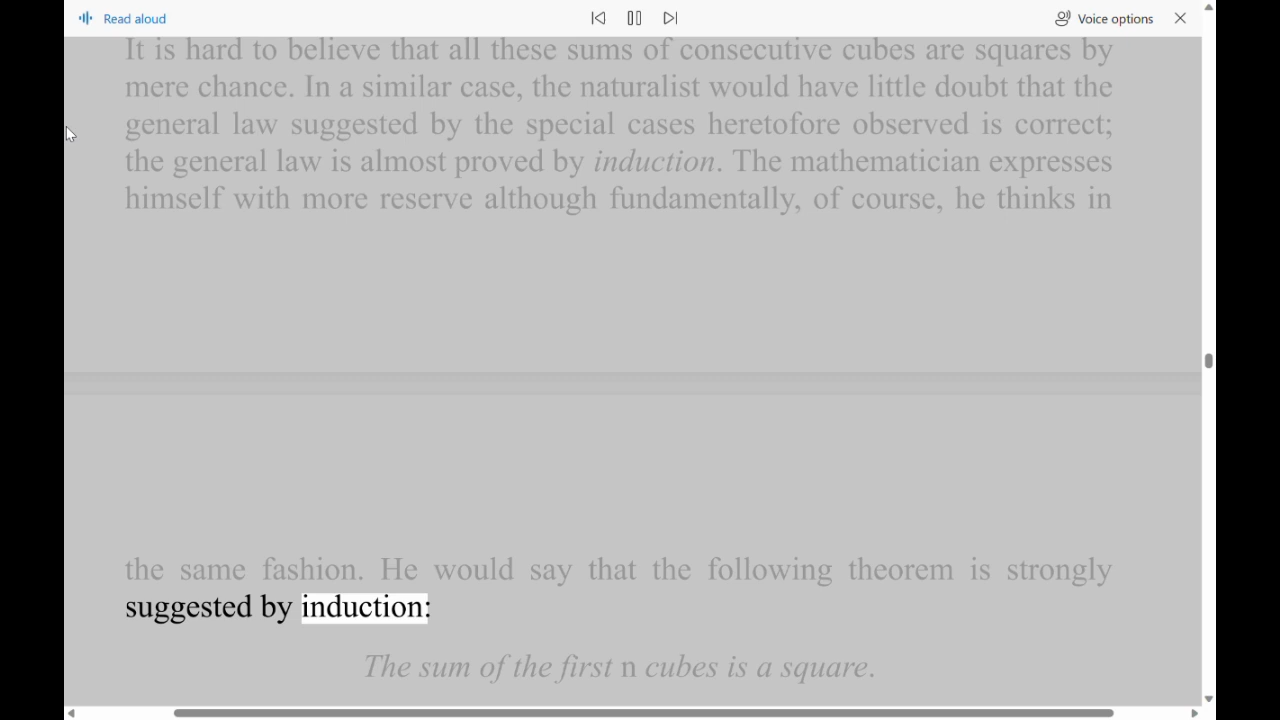 Read aloud
Voice options
It is hard to believe that all these sums of consecutive cubes are squares by
mere chance. In a similar case, the naturalist would have little doubt that the
general law suggested by the special cases heretofore observed is correct;
the general law is almost proved by induction. The mathematician expresses
himself with more reserve although fundamentally, of course, he thinks in
the same fashion. He would say that the following theorem is strongly
suggested by induction:
The sum of the first n cubes is a square.